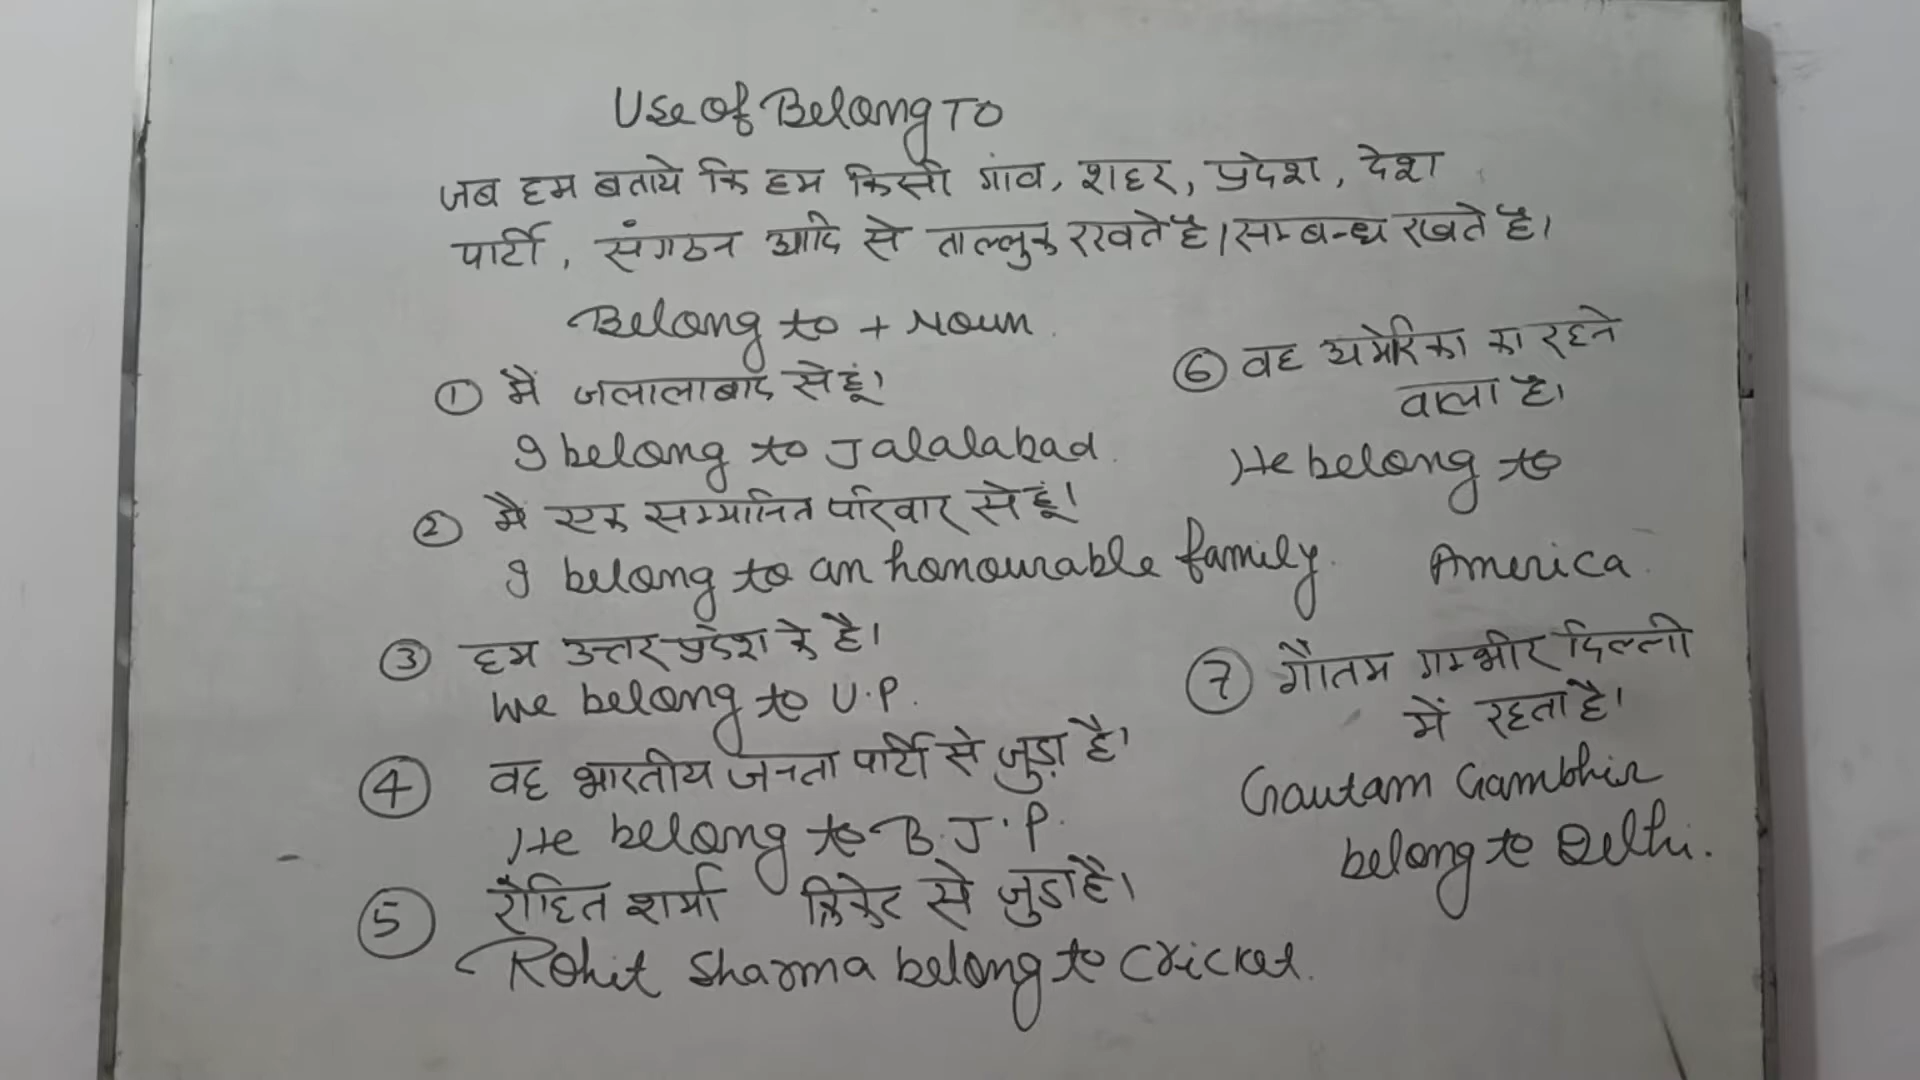 Use of Belong To
जब हम बताये कि हम किसी गांव, शहर, प्रदेश, देश
पार्टी, संगठन आदि से ताल्लुक रखते है। सम्बन्ध रखते है।
Belong to + Noun
① मैं जलालाबाद से हूं।
I belong to Jalalabad.
② मै एक सम्मानित परिवार से हूं।
I belong to an honourable family.
③ हम उत्तर प्रदेश के है।
We belong to U.P.
④ वह भारतीय जनता पार्टी से जुड़ा है।
He belong to B.J.P.
⑤ रोहित शर्मा क्रिकेट से जुडा है।
Rohit Sharma belong to Cricket.
⑥ वह अमेरिका का रहने
वाला है।
He belong to
America.
⑦ गौतम गम्भीर दिल्ली
में रहता है।
Gautam Gambhir
belong to Delhi.